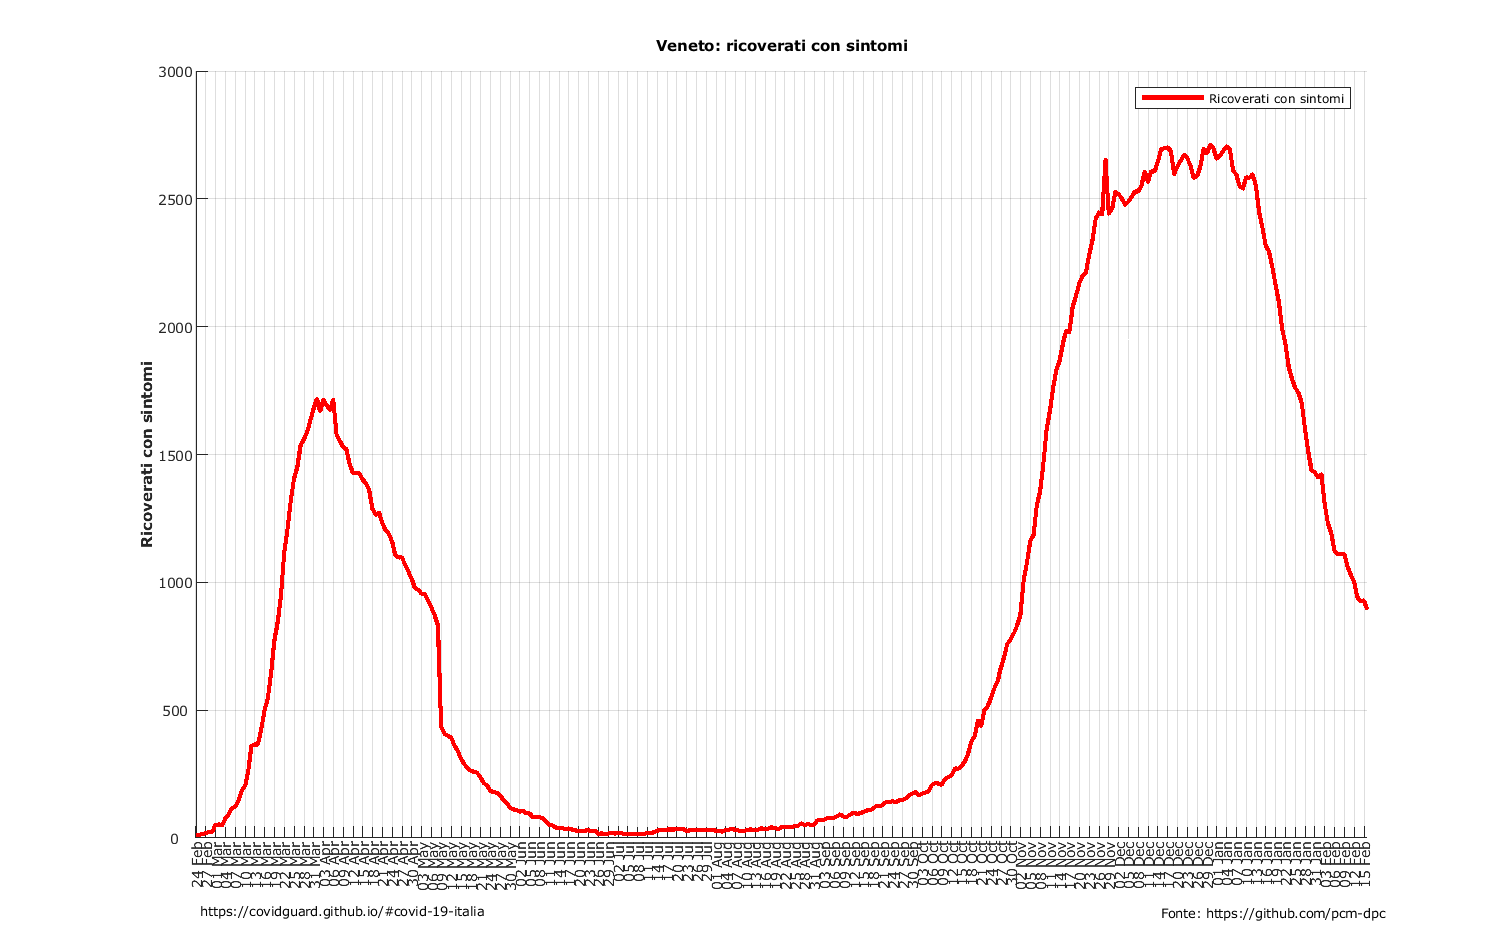 Veneto: ricoverati con sintomi
Ricoverati con sintomi
3000
2500
2000
1500
1000
500
0
Ricoverati con sintomi
24 Feb
27 Feb
01 Mar
04 Mar
07 Mar
10 Mar
13 Mar
16 Mar
19 Mar
22 Mar
25 Mar
28 Mar
31 Mar
03 Apr
06 Apr
09 Apr
12 Apr
15 Apr
18 Apr
21 Apr
24 Apr
27 Apr
30 Apr
03 May
06 May
09 May
12 May
15 May
18 May
21 May
24 May
27 May
30 May
02 Jun
05 Jun
08 Jun
11 Jun
14 Jun
17 Jun
20 Jun
23 Jun
26 Jun
29 Jun
02 Jul
05 Jul
08 Jul
11 Jul
14 Jul
17 Jul
20 Jul
23 Jul
26 Jul
29 Jul
01 Aug
04 Aug
07 Aug
10 Aug
13 Aug
16 Aug
19 Aug
22 Aug
25 Aug
28 Aug
31 Aug
03 Sep
06 Sep
09 Sep
12 Sep
15 Sep
18 Sep
21 Sep
24 Sep
27 Sep
30 Sep
03 Oct
06 Oct
09 Oct
12 Oct
15 Oct
18 Oct
21 Oct
24 Oct
27 Oct
30 Oct
02 Nov
05 Nov
08 Nov
11 Nov
14 Nov
17 Nov
20 Nov
23 Nov
26 Nov
29 Nov
02 Dec
05 Dec
08 Dec
11 Dec
14 Dec
17 Dec
20 Dec
23 Dec
26 Dec
29 Dec
01 Jan
04 Jan
07 Jan
10 Jan
13 Jan
16 Jan
19 Jan
22 Jan
25 Jan
28 Jan
31 Jan
03 Feb
06 Feb
09 Feb
12 Feb
15 Feb
https://covidguard.github.io/#covid-19-italia
Fonte: https://github.com/pcm-dpc